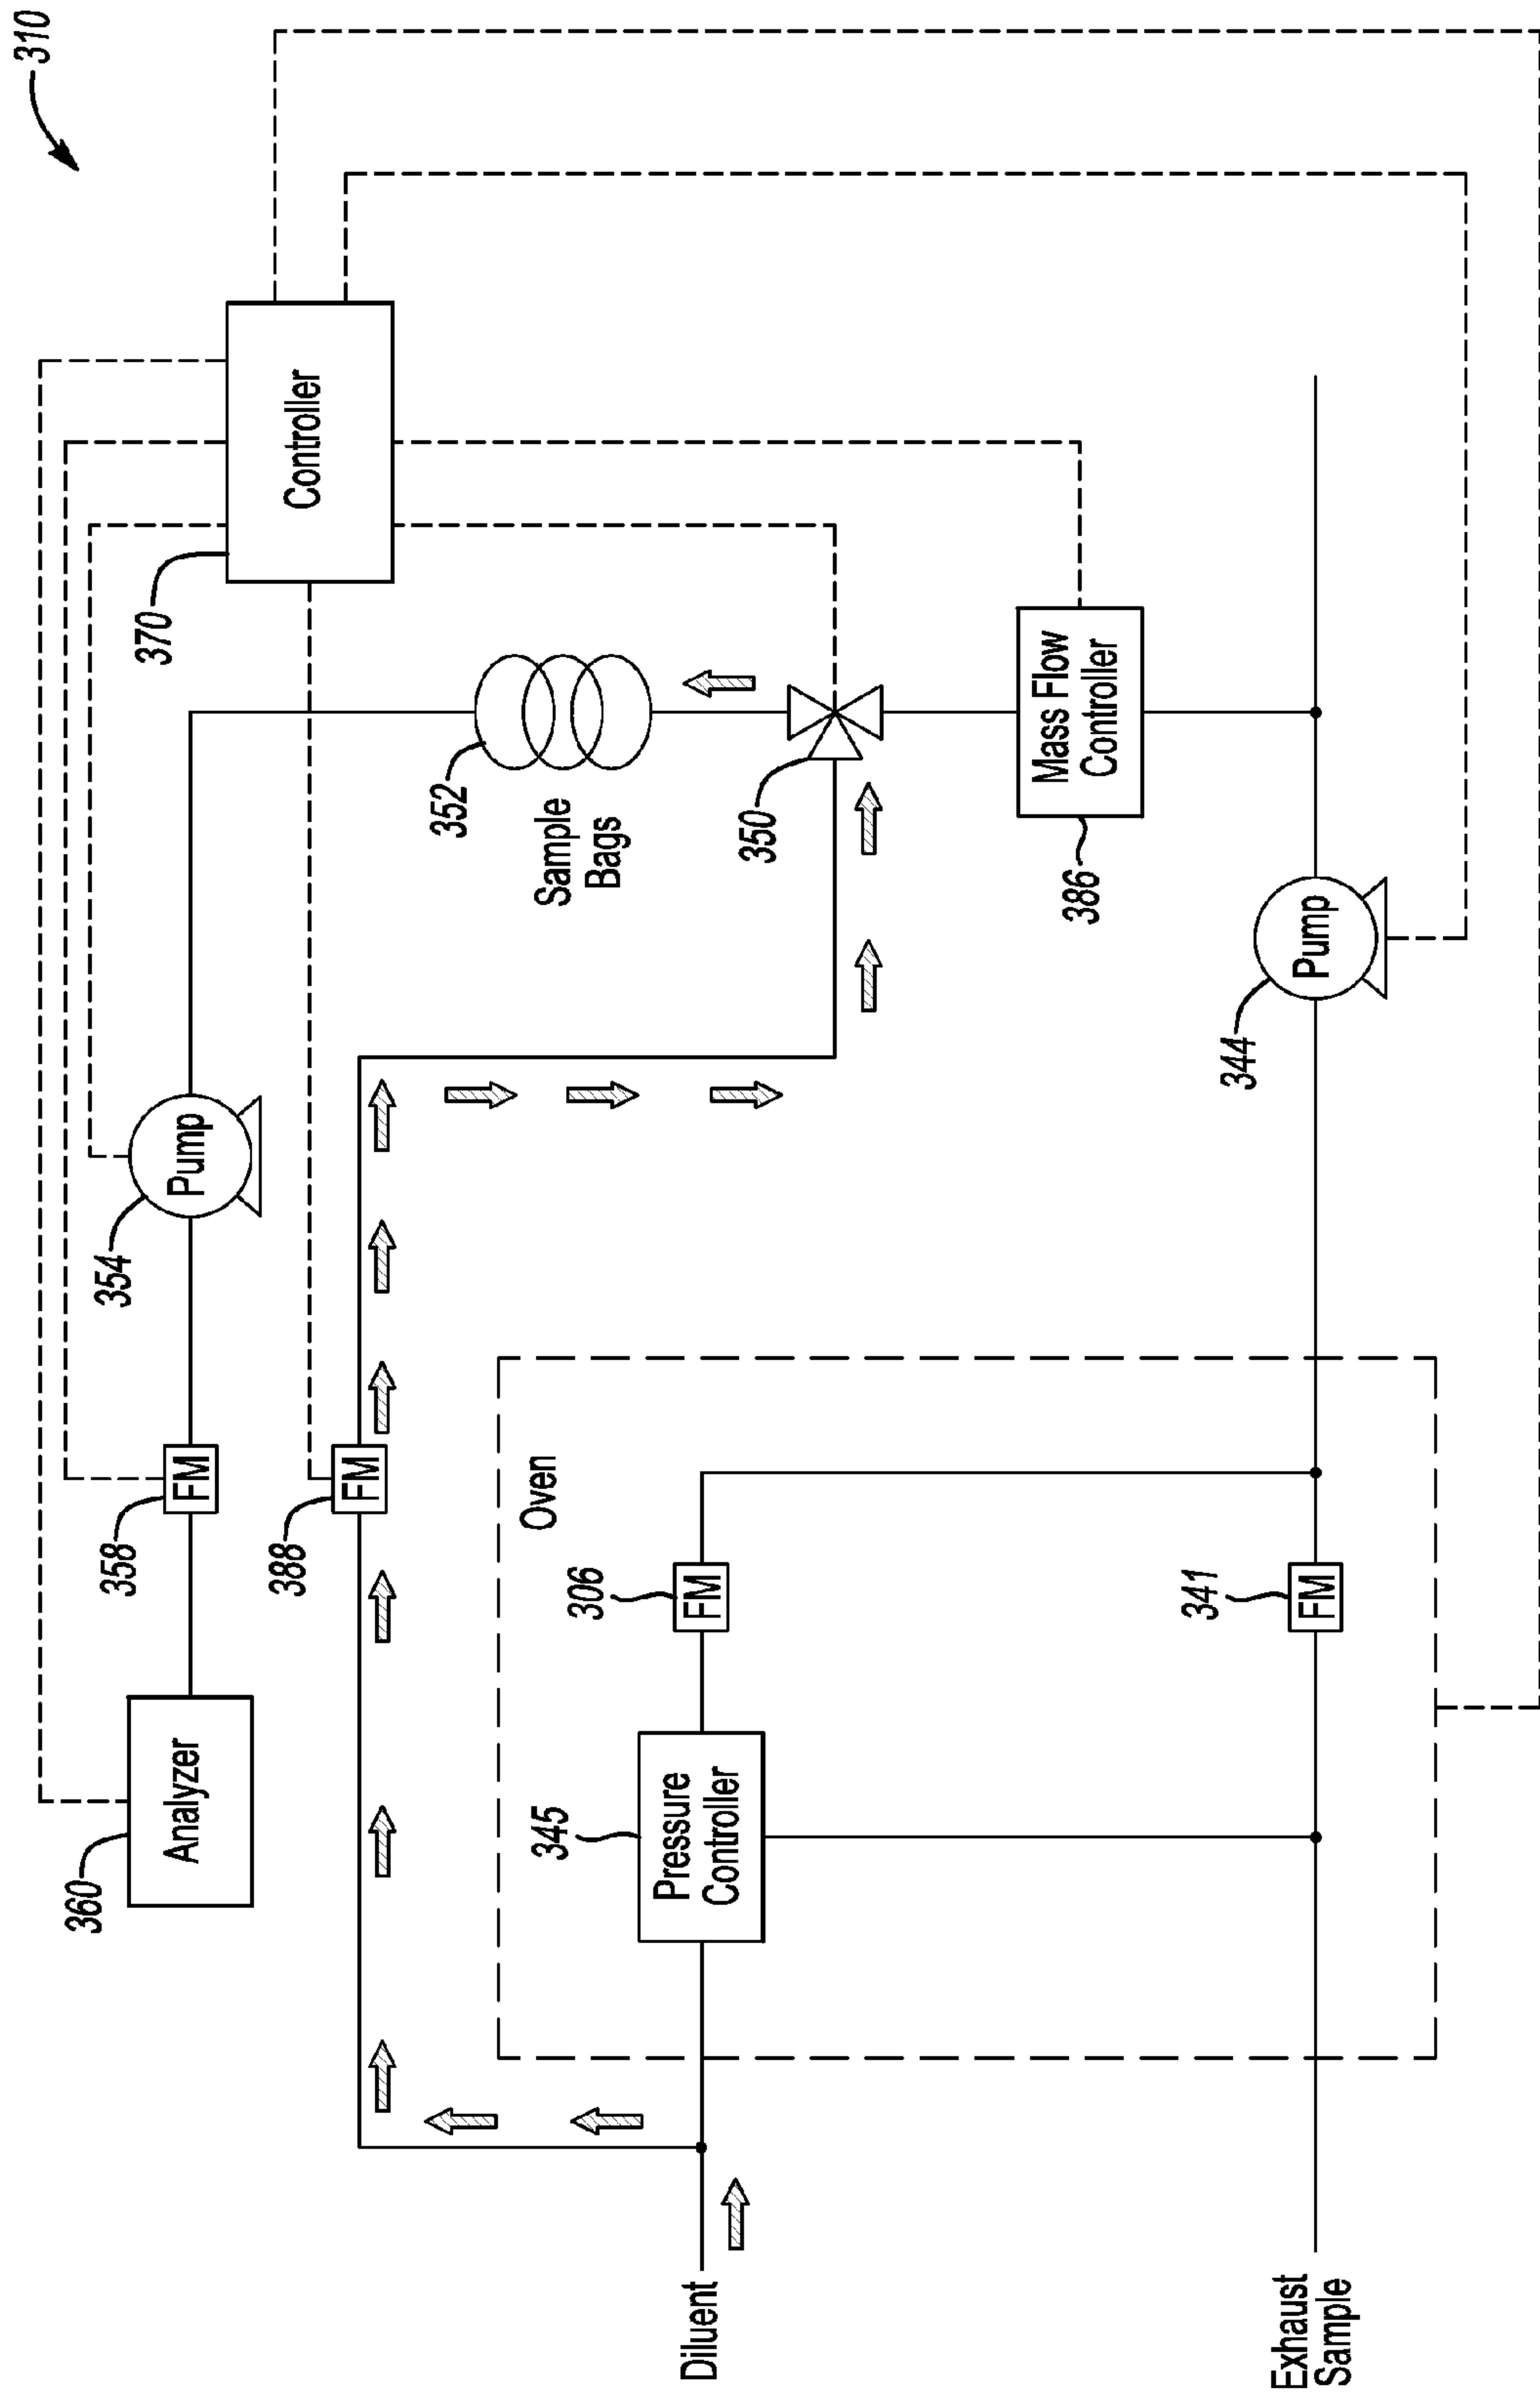 310
360
Analyzer
358
FM
354
Pump
370
Controller
388
FM
352
Sample
Bags
350
Oven
345
Pressure
Controller
306
FM
Diluent
386
Mass Flow
Controller
341
FM
344
Pump
Exhaust
Sample